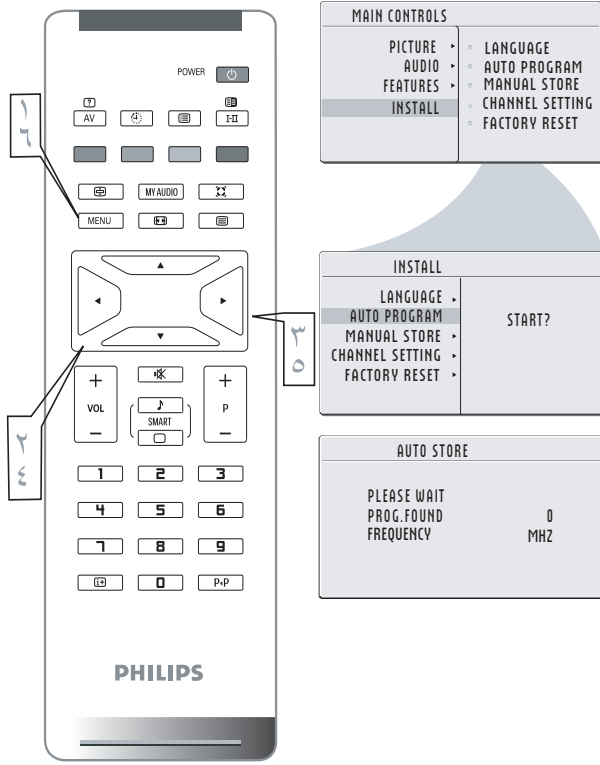 POWER
?
AV
I-II
MY AUDIO
MENU
١
٦
٣
٥
٢
٤
+
VOL
−
SMART
+
P
−
1 2 3
4 5 6
7 8 9
i+ 0 P‹P
PHILIPS
MAIN CONTROLS
PICTURE
AUDIO
FEATURES
INSTALL
LANGUAGE
AUTO PROGRAM
MANUAL STORE
CHANNEL SETTING
FACTORY RESET
INSTALL
LANGUAGE
AUTO PROGRAM
MANUAL STORE
CHANNEL SETTING
FACTORY RESET
START?
AUTO STORE
PLEASE WAIT
PROG.FOUND 0
FREQUENCY MHZ